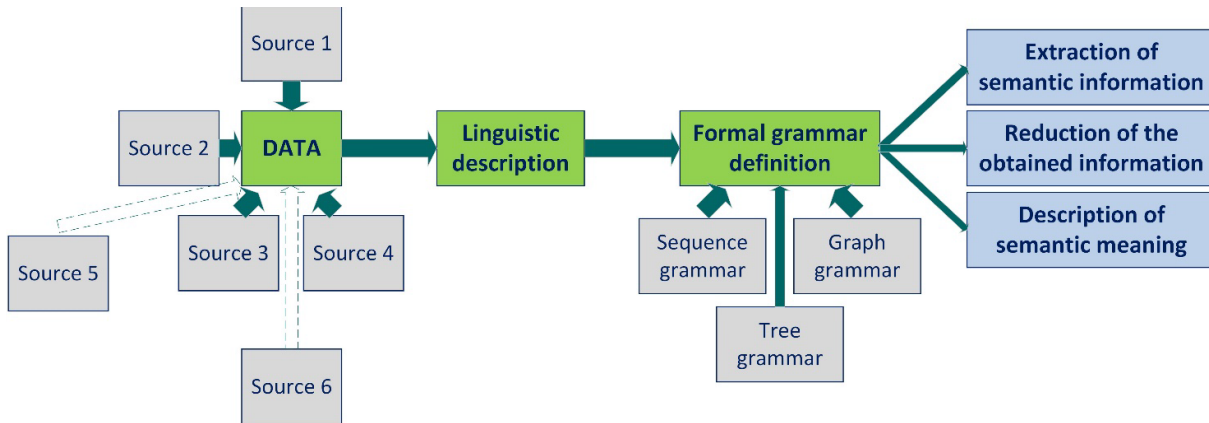 Source 1
Source 2
DATA
Linguistic
description
Formal grammar
definition
Extraction of
semantic information
Reduction of the
obtained information
Description of
semantic meaning
Source 3
Source 4
Source 5
Source 6
Sequence
grammar
Graph
grammar
Tree
grammar